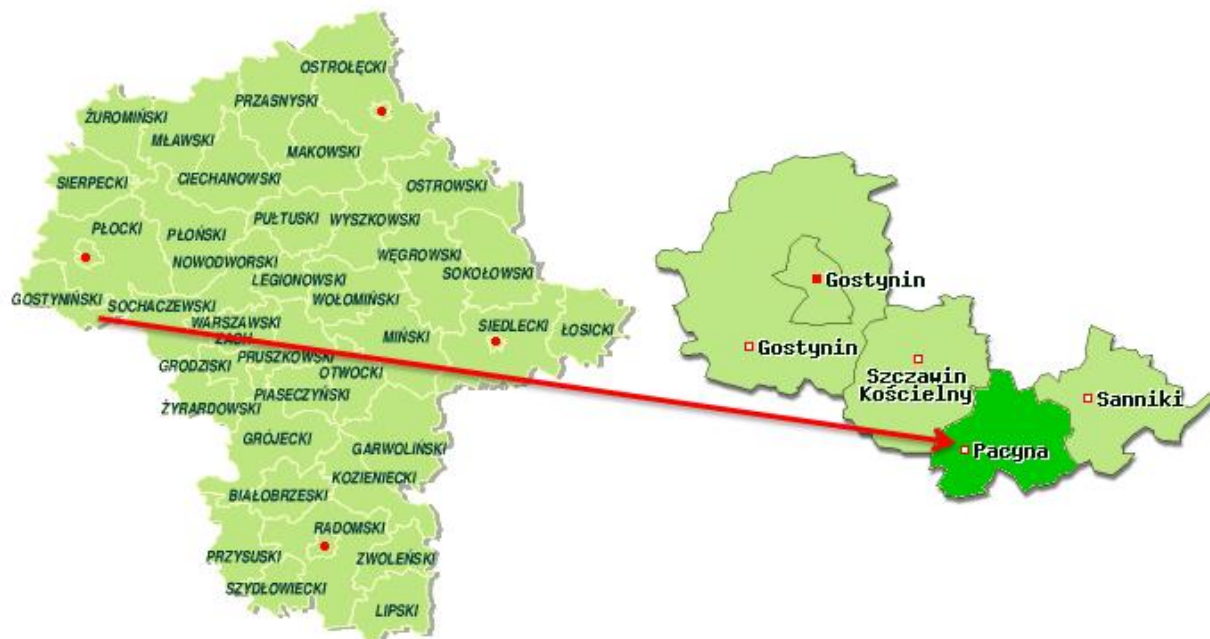 OSTROŁĘCKI
PRZASNYSKI
ŻUROMIŃSKI
MŁAWSKI
MAKOWSKI
CIECHANOWSKI
SIERPECKI
OSTROWSKI
PUŁTUSKI
WYSZKOWSKI
PŁOCKI
PŁOŃSKI
WĘGROWSKI
NOWODWORSKI
SOKOŁOWSKI
LEGIONOWSKI
GOSTYNIŃSKI
SOCHACZEWSKI
WOŁOMIŃSKI
WARSZAWSKI
ZACH
MIŃSKI
SIEDLECKI
ŁOSICKI
PRUSZKOWSKI
GRODZISKI
OTWOCKI
PIASECZYŃSKI
ŻYRARDOWSKI
GRÓJECKI
GARWOLIŃSKI
KOZIENIECKI
BIAŁOBRZESKI
RADOMSKI
PRZYSUSKI
ZWOLEŃSKI
SZYDŁOWIECKI
LIPSKI
Gostynin
Gostynin
Szczawin
Kościelny
Sanniki
Pacyna